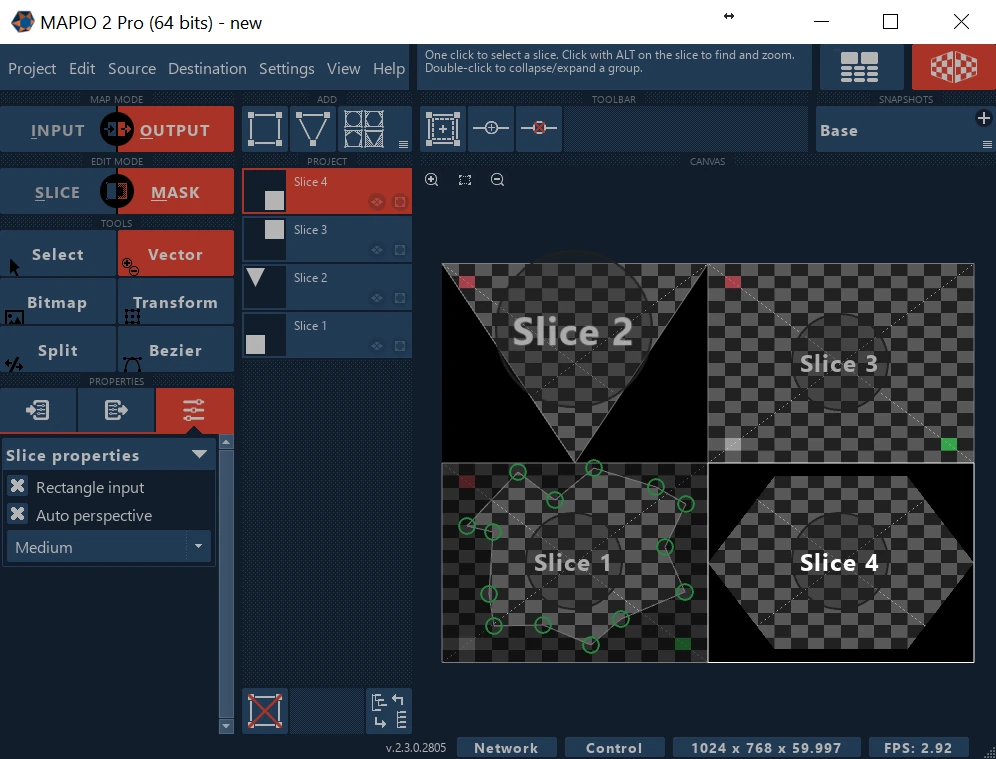 MAPIO 2 Pro (64 bits) - new
Project Edit Source Destination Settings View Help
One click to select a slice. Click with ALT on the slice to find and zoom.
Double-click to collapse/expand a group.
MAP MODE
ADD
TOOLBAR
SNAPSHOTS
INPUT
OUTPUT
Base
EDIT MODE
PROJECT
CANVAS
SLICE
MASK
Slice 4
TOOLS
Select
Vector
Slice 3
Bitmap
Transform
Slice 2
Split
Bezier
Slice 1
PROPERTIES
Slice properties
Rectangle input
Auto perspective
Medium
Slice 2
Slice 3
Slice 1
Slice 4
v.2.3.0.2805
Network
Control
1024 x 768 x 59.997
FPS: 2.92